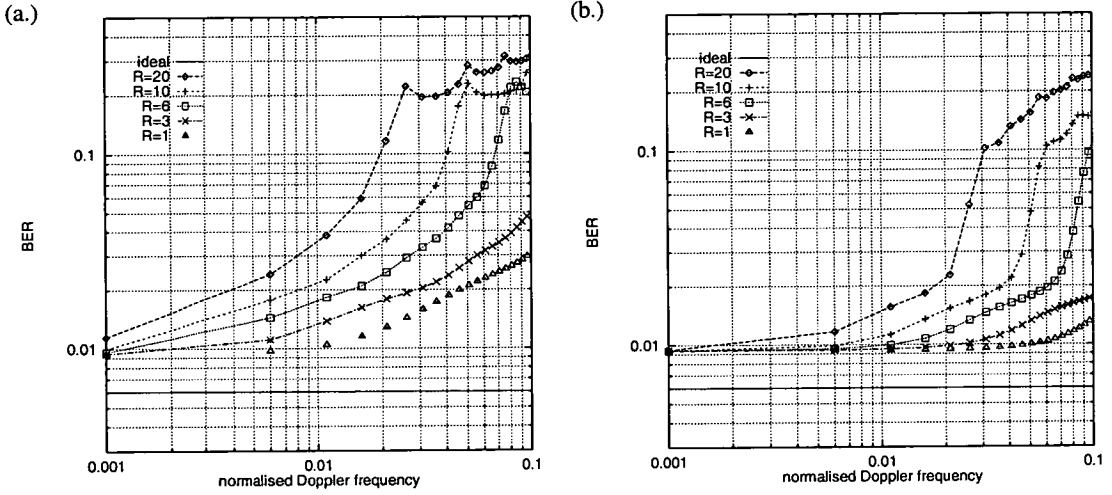 (a.)
ideal
R=20
R=10
R=6
R=3
R=1
0.1
0.01
BER
0.001
0.01
0.1
normalised Doppler frequency
(b.)
ideal
R=20
R=10
R=6
R=3
R=1
0.1
0.01
BER
0.001
0.01
0.1
normalised Doppler frequency